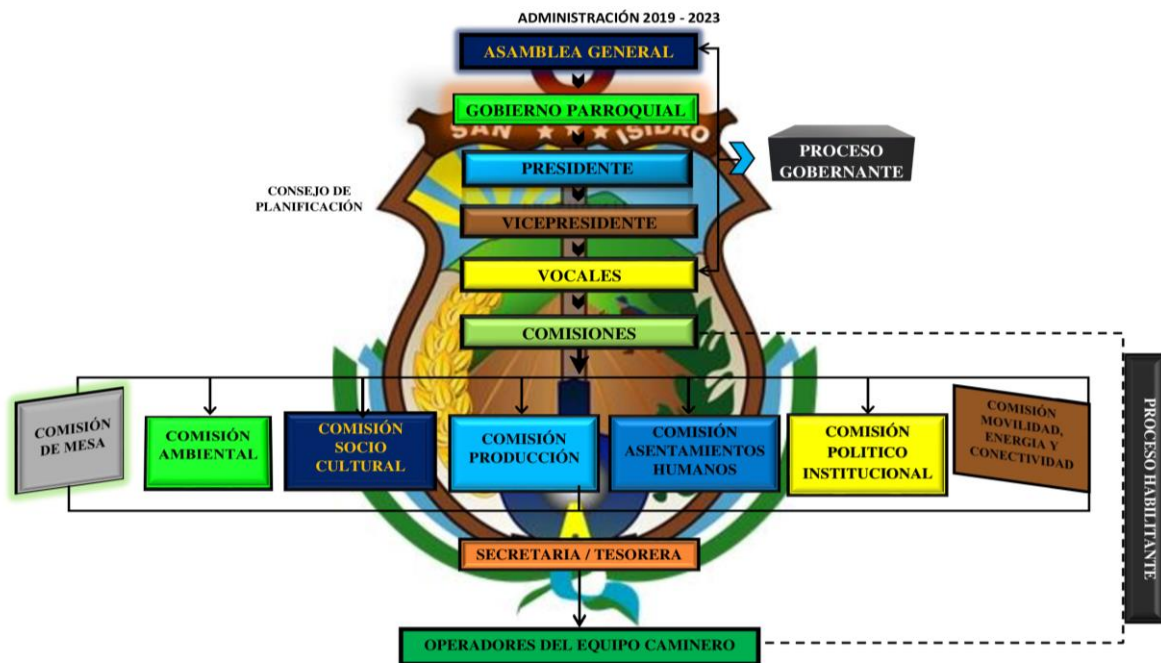 ADMINISTRACIÓN 2019 - 2023
ASAMBLEA GENERAL
GOBIERNO PARROQUIAL
SAN ★ ★ ★ ISIDRO
PRESIDENTE
PROCESO
GOBERNANTE
CONSEJO DE
PLANIFICACIÓN
VICEPRESIDENTE
VOCALES
COMISIONES
COMISIÓN
DE MESA
COMISIÓN
AMBIENTAL
COMISIÓN
SOCIO
CULTURAL
COMISIÓN
PRODUCCIÓN
COMISIÓN
ASENTAMIENTOS
HUMANOS
COMISIÓN
POLITICO
INSTITUCIONAL
COMISIÓN
MOVILIDAD,
ENERGIA Y
CONECTIVIDAD
PROCESO HABILITANTE
SECRETARIA / TESORERA
OPERADORES DEL EQUIPO CAMINERO